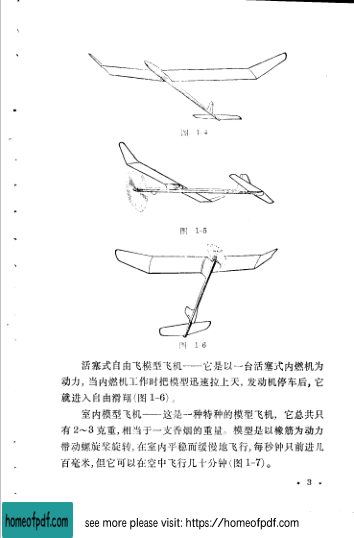 图 1-4
图 1-5
图 1-6
活塞式自由飞模型飞机——它是以一台活塞式内燃机为
动力，当内燃机工作时把模型迅速拉上天，发动机停车后，它
就进入自由滑翔(图 1-6)。
室内模型飞机——这是一种特种的模型飞机，它总共只
有 2～3 克重，相当于一支香烟的重量。模型是以橡筋为动力
带动螺旋桨旋转，在室内平稳而缓慢地飞行，每秒钟只前进几
百毫米，但它可以在空中飞行几十分钟(图 1-7)。
• 3 •
homeofpdf.com
see more please visit: https://homeofpdf.com